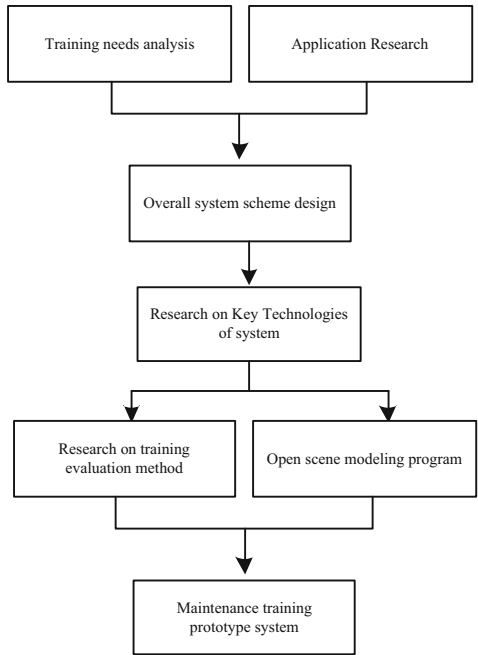 Training needs analysis
Application Research
Overall system scheme design
Research on Key Technologies
of system
Research on training
evaluation method
Open scene modeling program
Maintenance training
prototype system